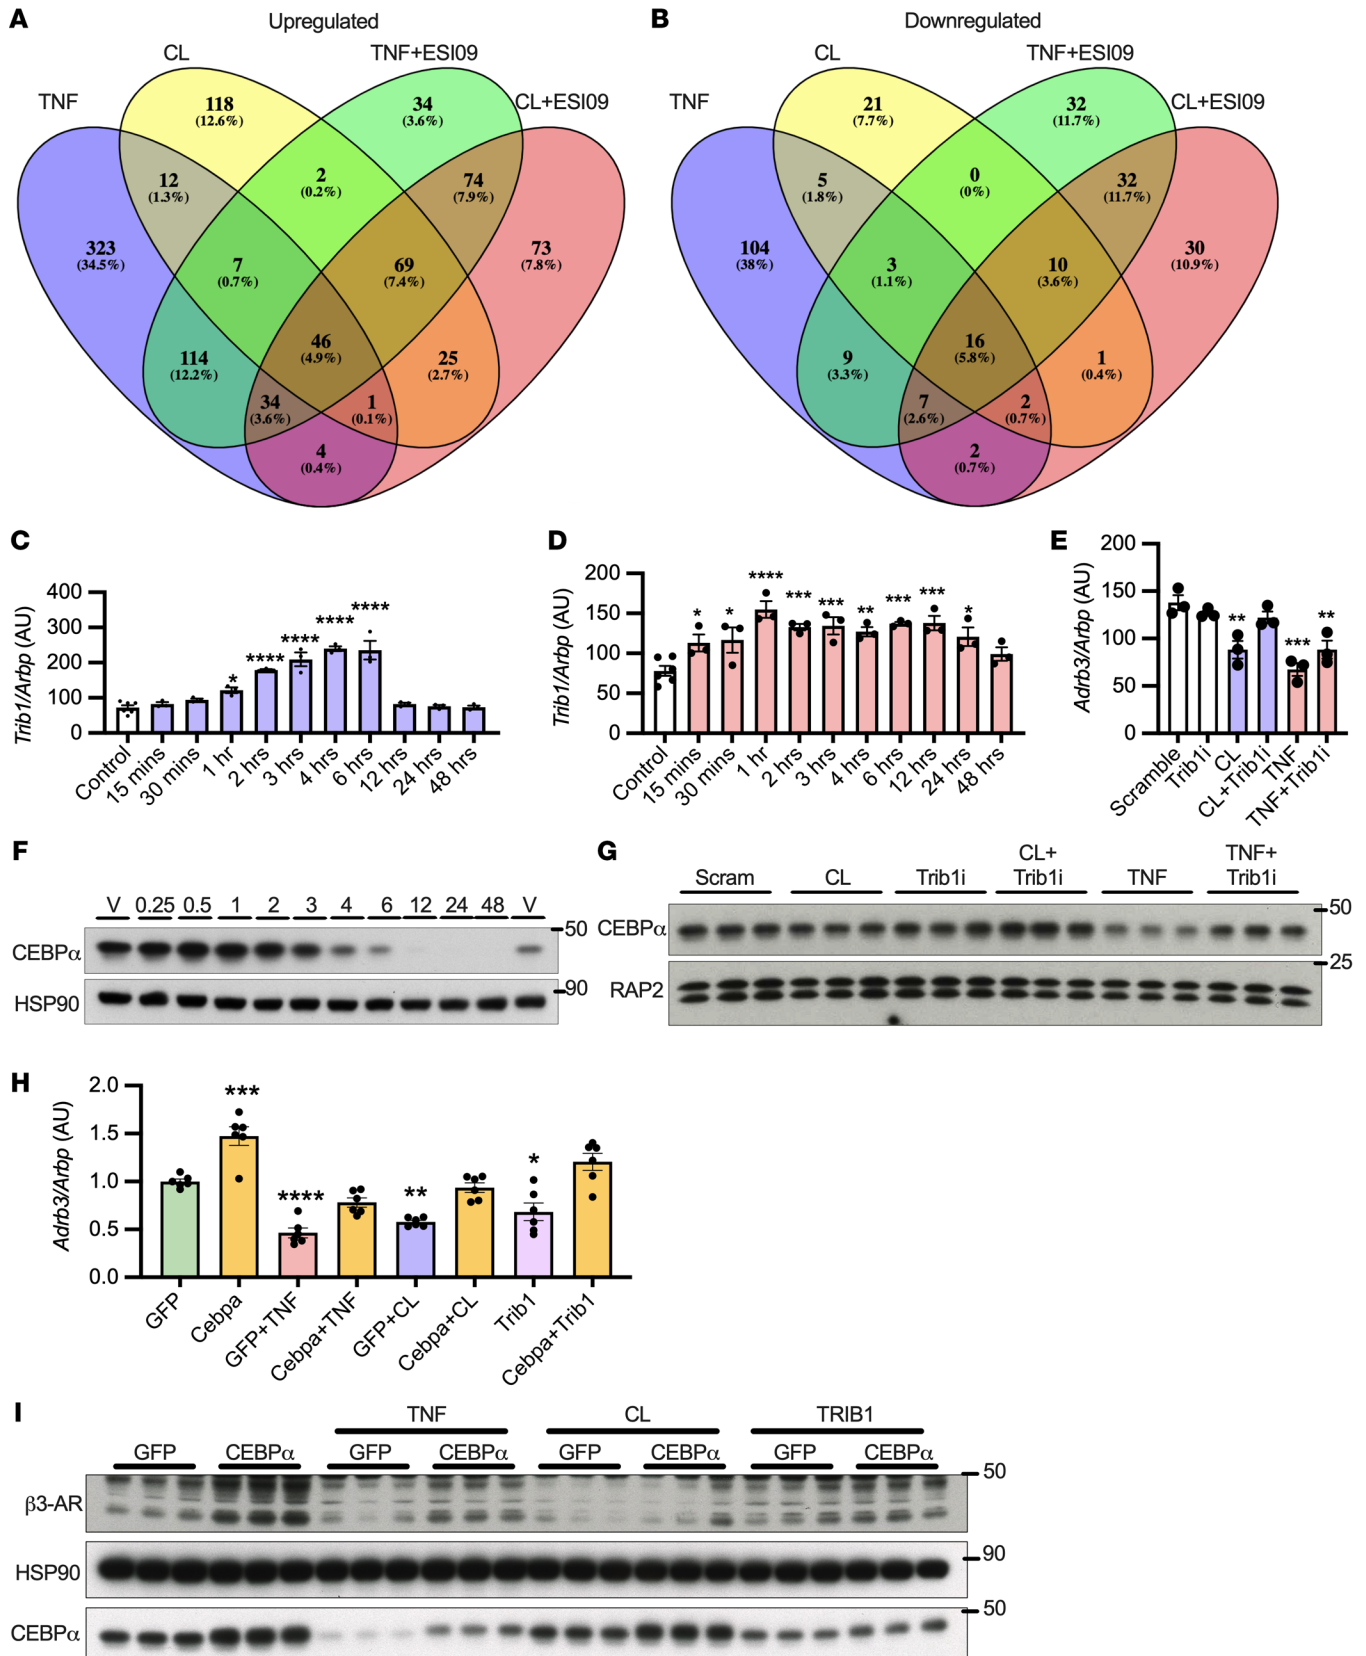 A
Upregulated
CL
TNF+ESI09
TNF
CL+ESI09
118
(12.6%)
34
(3.6%)
12
(1.3%)
2
(0.2%)
74
(7.9%)
323
(34.5%)
7
(0.7%)
69
(7.4%)
73
(7.8%)
46
(4.9%)
114
(12.2%)
25
(2.7%)
34
(3.6%)
1
(0.1%)
4
(0.4%)
B
Downregulated
CL
TNF+ESI09
TNF
CL+ESI09
21
(7.7%)
32
(11.7%)
5
(1.8%)
0
(0%)
32
(11.7%)
104
(38%)
3
(1.1%)
10
(3.6%)
30
(10.9%)
16
(5.8%)
9
(3.3%)
1
(0.4%)
7
(2.6%)
2
(0.7%)
2
(0.7%)
C
Trib1/Arbp (AU)
400
300
200
100
0
*
****
****
****
****
Control
15 mins
30 mins
1 hr
2 hrs
3 hrs
4 hrs
6 hrs
12 hrs
24 hrs
48 hrs
D
Trib1/Arbp (AU)
200
150
100
50
0
*
*
****
***
***
**
***
***
*
Control
15 mins
30 mins
1 hr
2 hrs
3 hrs
4 hrs
6 hrs
12 hrs
24 hrs
48 hrs
E
Adrb3/Arbp (AU)
200
150
100
50
0
**
***
**
Scramble
Trib1i
CL
CL+Trib1i
TNF
TNF+Trib1i
F
V 0.25 0.5 1 2 3 4 6 12 24 48 V
CEBPα
50
HSP90
90
G
Scram CL Trib1i CL+ Trib1i TNF TNF+ Trib1i
CEBPα
50
RAP2
25
H
Adrb3/Arbp (AU)
2.0
1.5
1.0
0.5
0.0
***
****
**
*
GFP
Cebpa
GFP+TNF
Cebpa+TNF
GFP+CL
Cebpa+CL
Trib1
Cebpa+Trib1
I
TNF CL TRIB1
GFP CEBPα GFP CEBPα GFP CEBPα GFP CEBPα
β3-AR
50
HSP90
90
CEBPα
50